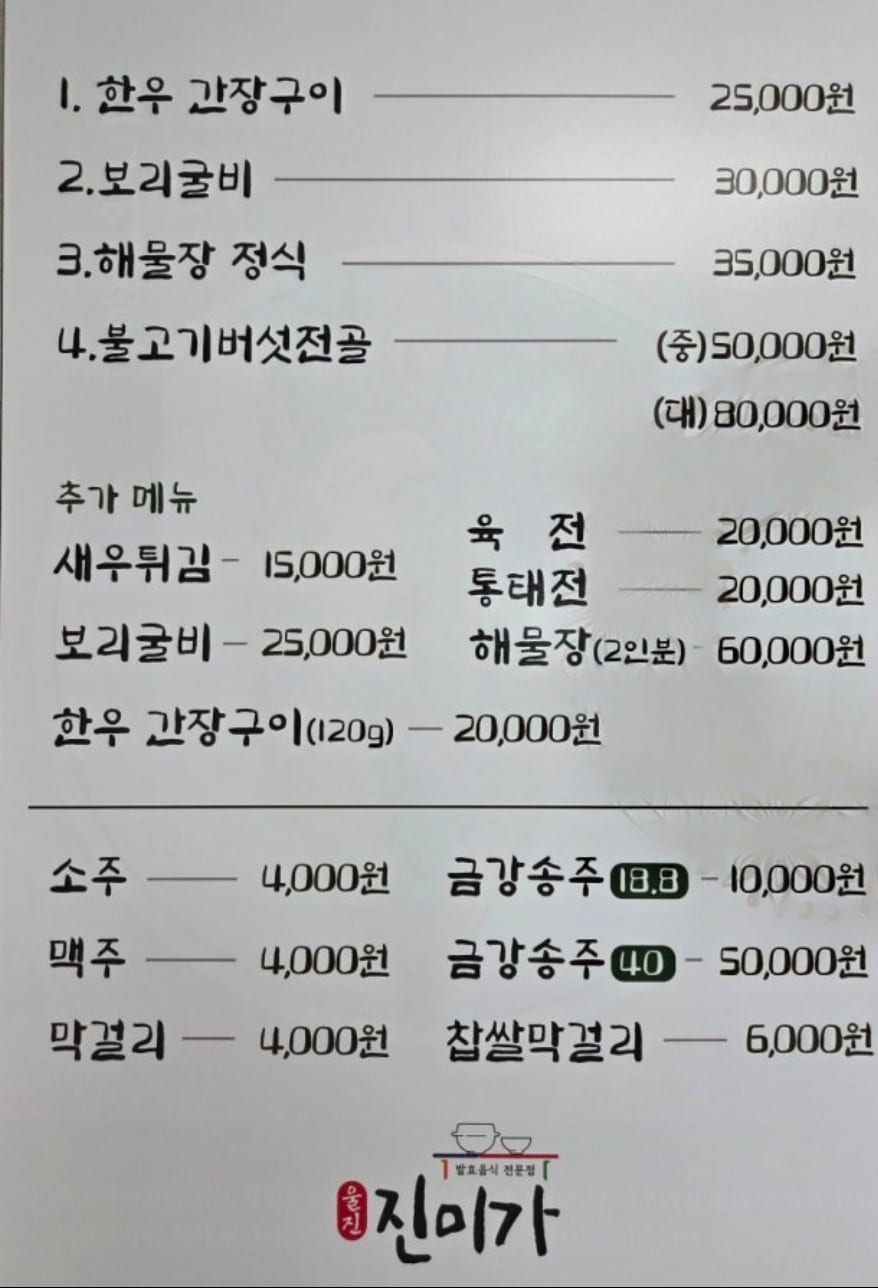 1. 한우 간장구이 25,000원
2.보리굴비 30,000원
3.해물장 정식 35,000원
4.불고기버섯전골 (중)50,000원
(대)80,000원
추가 메뉴
새우튀김 - 15,000원
보리굴비 - 25,000원
한우 간장구이(120g) - 20,000원
육 전 20,000원
통태전 20,000원
해물장(2인분) - 60,000원
소주 4,000원
맥주 4,000원
막걸리 4,000원
금강송주 18.8 - 10,000원
금강송주 40 - 50,000원
찹쌀막걸리 6,000원
발효음식 전문점
울진 진미가